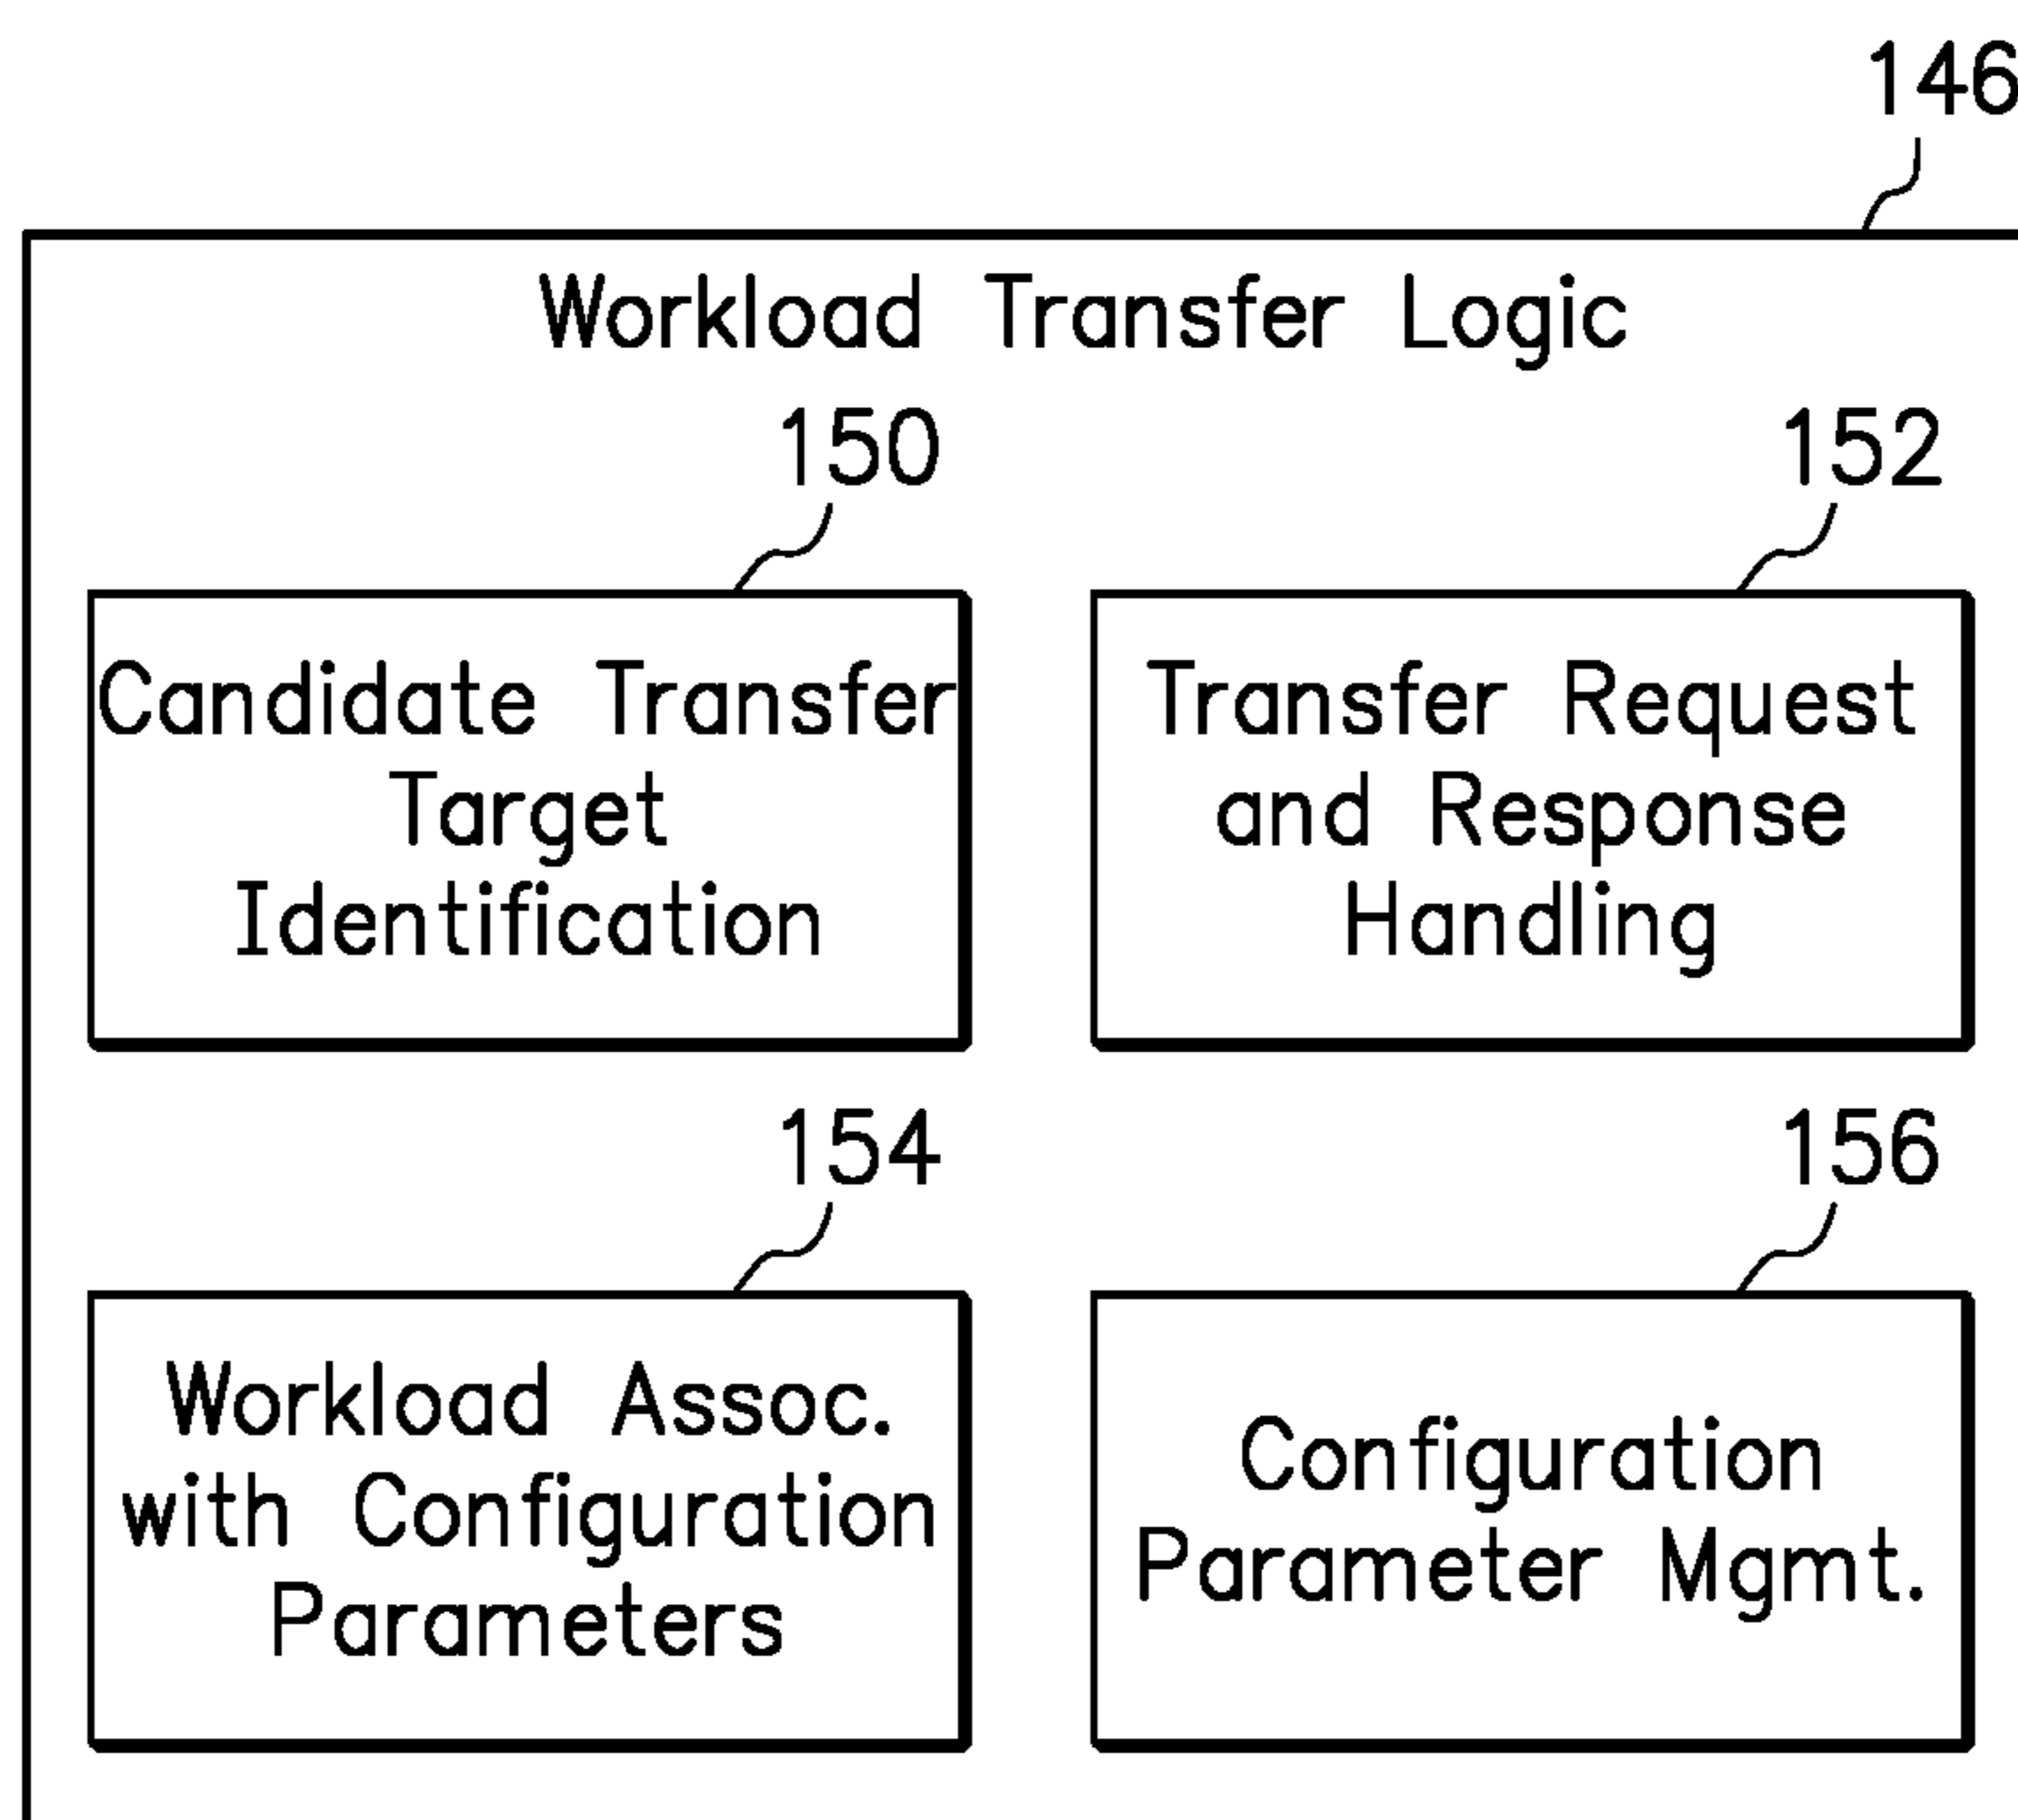 146
Workload Transfer Logic
150
Candidate Transfer
Target
Identification
152
Transfer Request
and Response
Handling
154
Workload Assoc.
with Configuration
Parameters
156
Configuration
Parameter Mgmt.